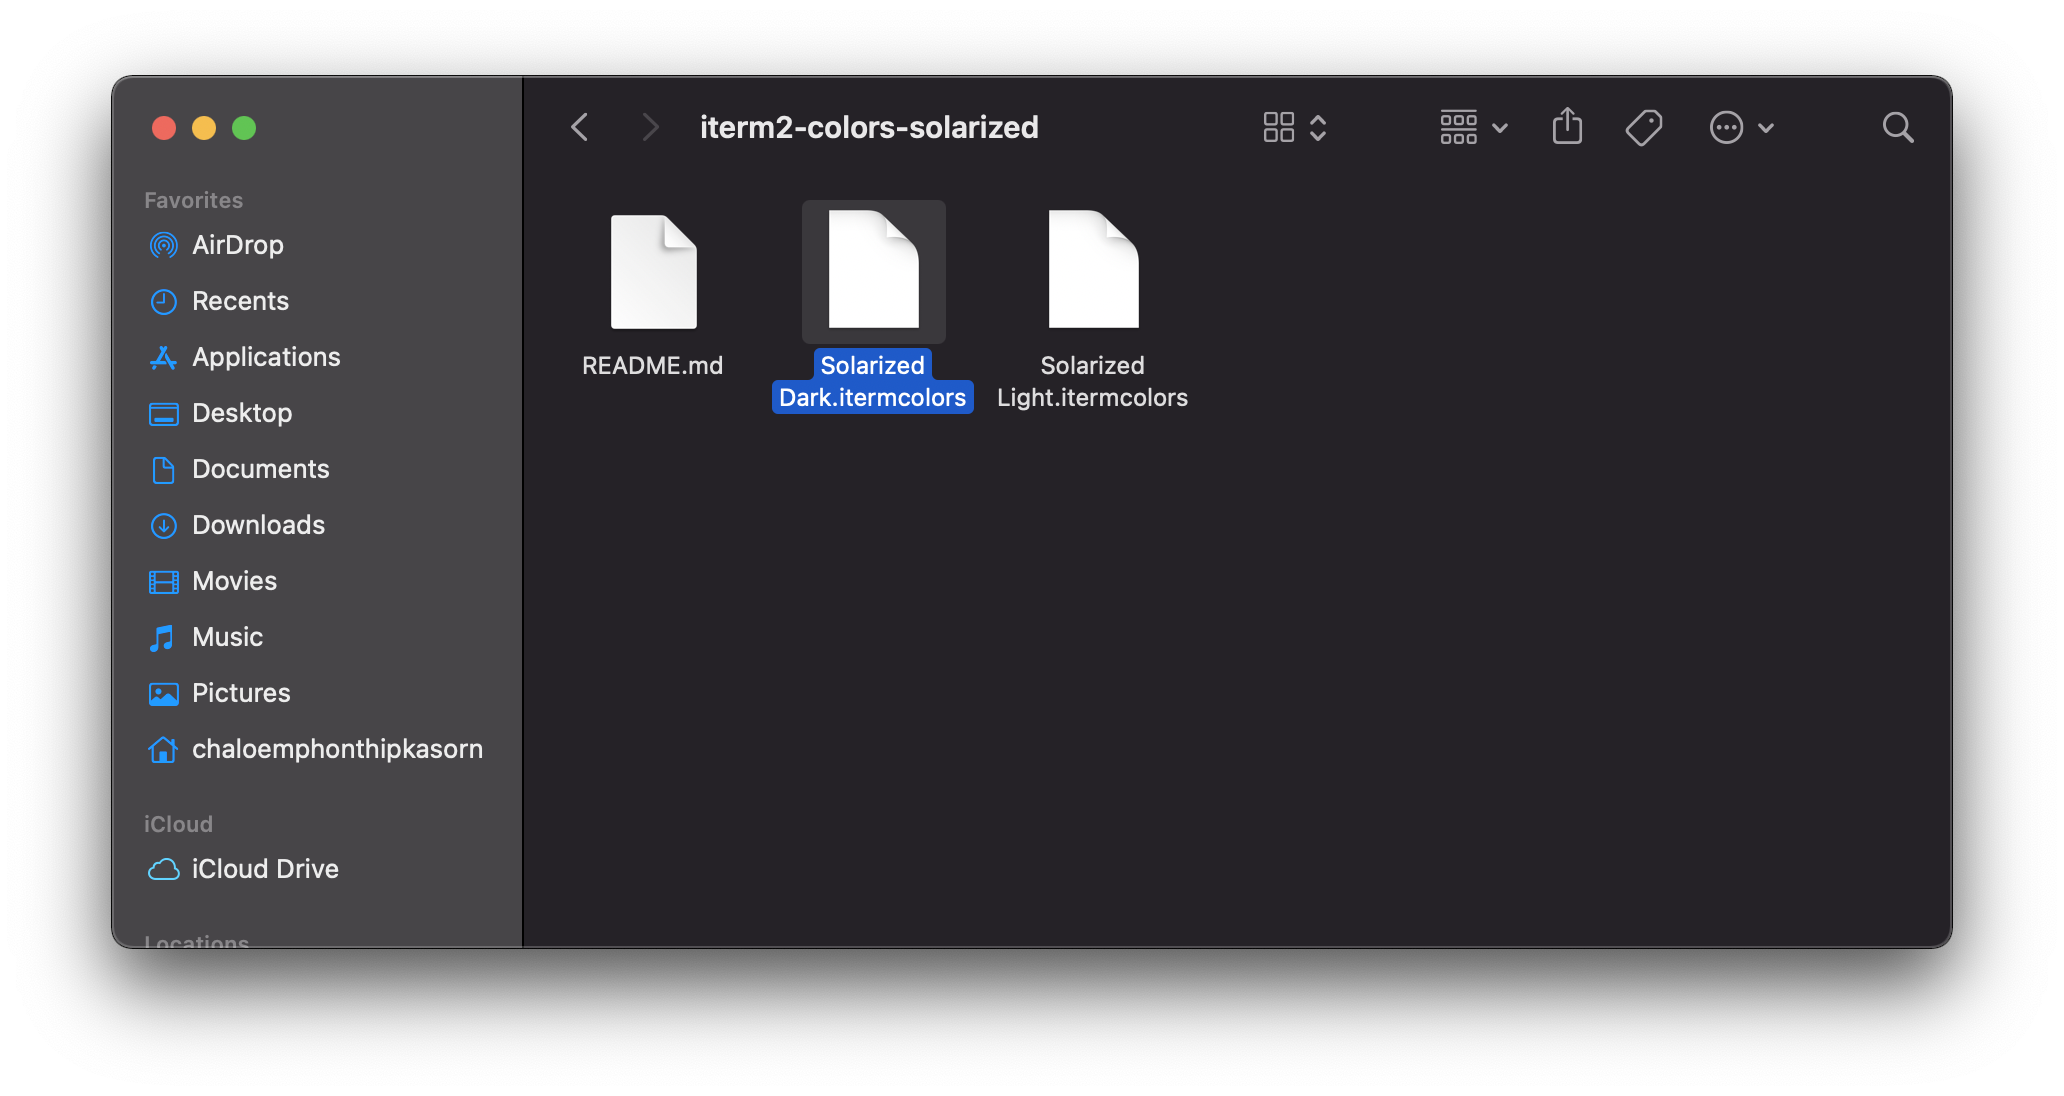 iterm2-colors-solarized
Favorites
AirDrop
Recents
Applications
Desktop
Documents
Downloads
Movies
Music
Pictures
chaloemphonthipkasorn
iCloud
iCloud Drive
Locations
README.md
Solarized
Dark.itermcolors
Solarized
Light.itermcolors